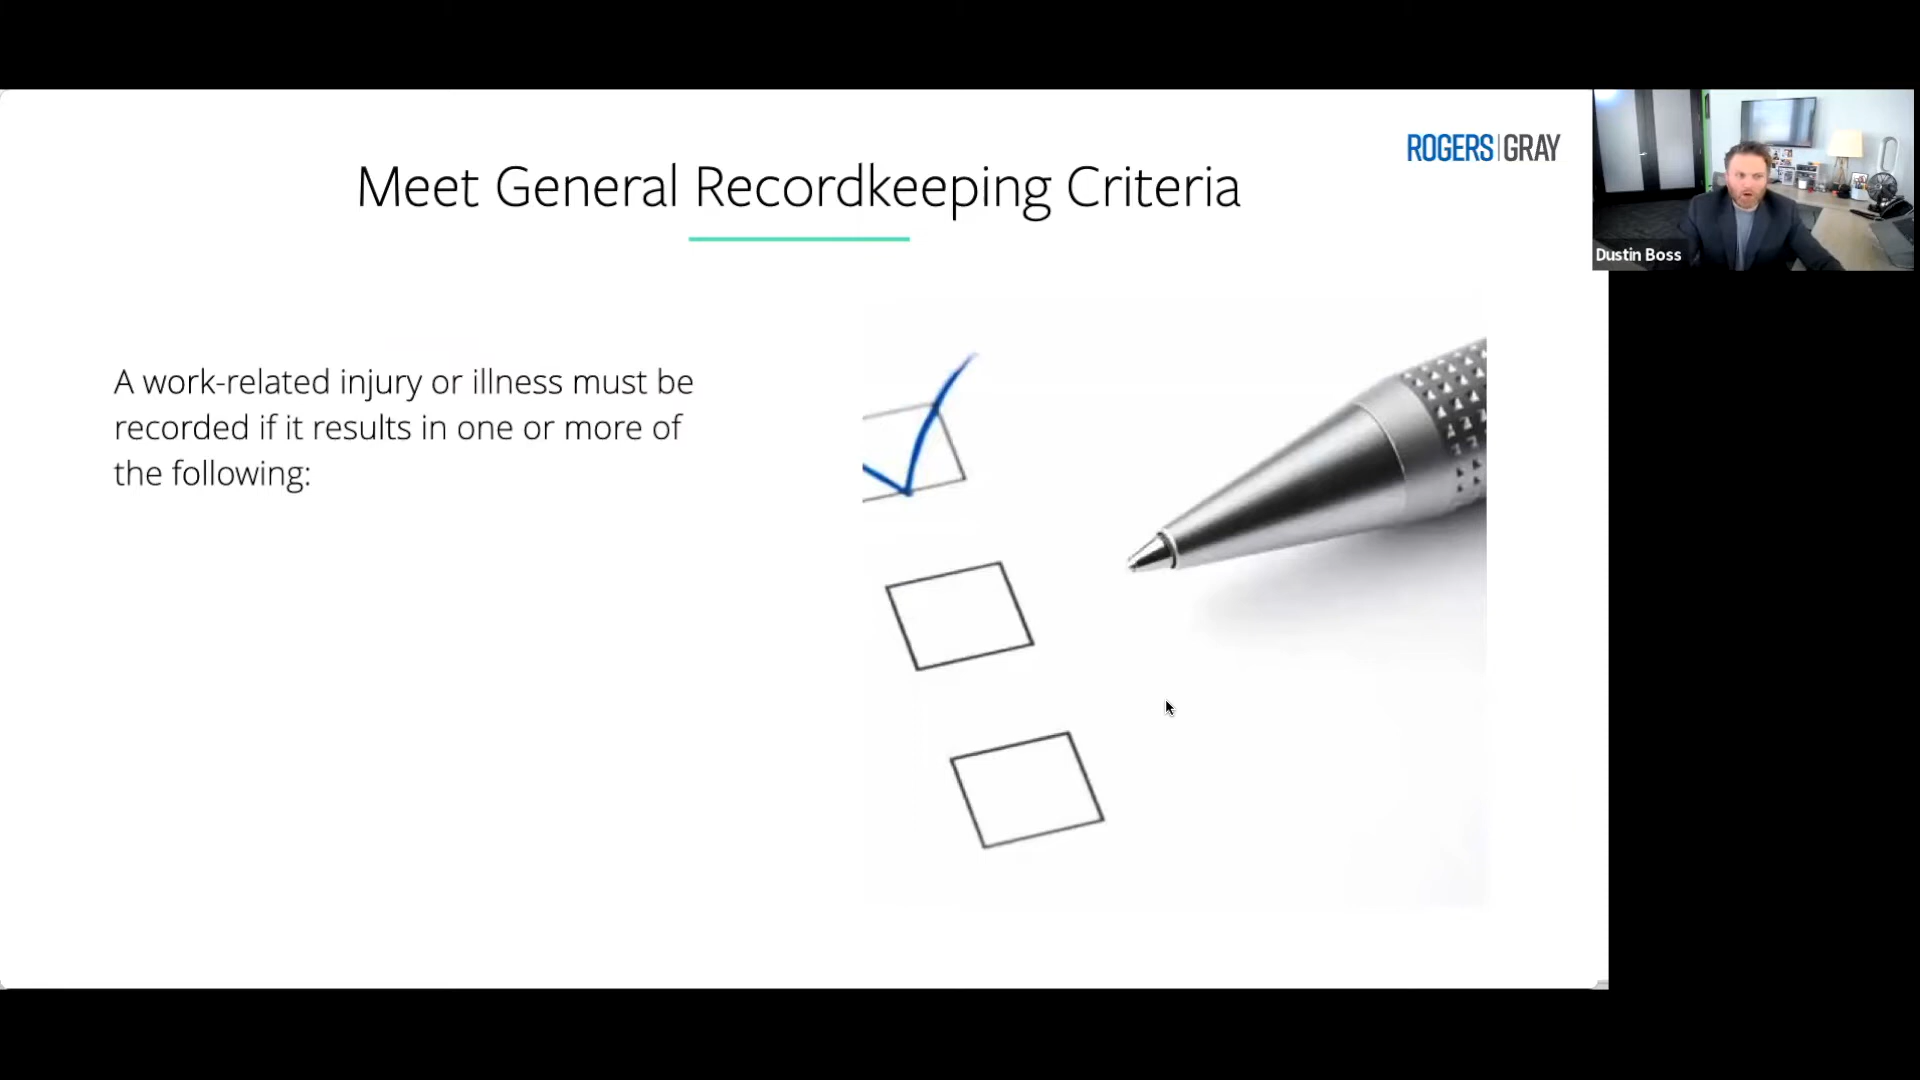 Meet General Recordkeeping Criteria
ROGERS|GRAY
Dustin Boss
A work-related injury or illness must be
recorded if it results in one or more of
the following: